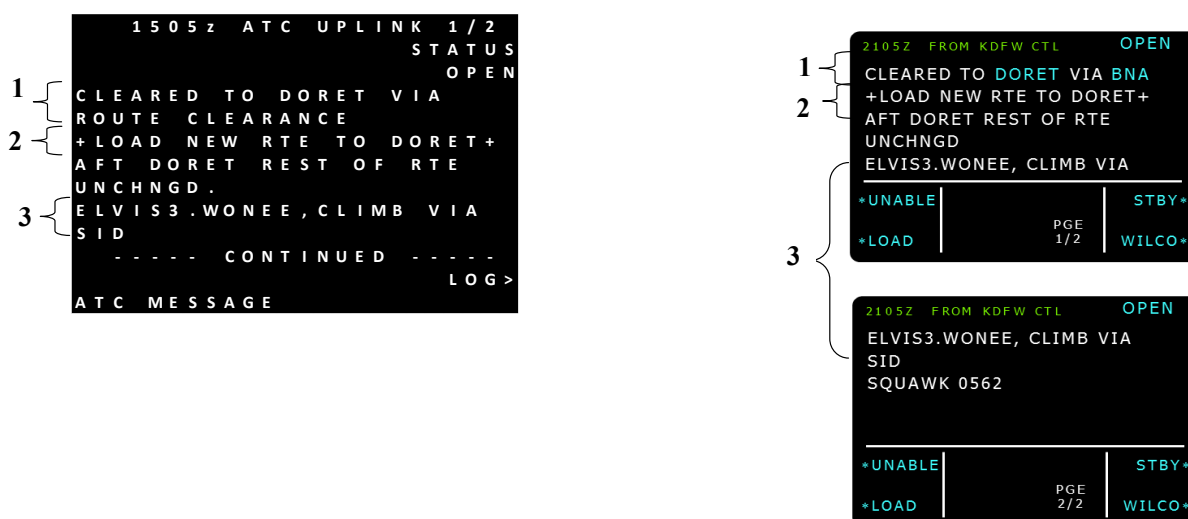 1505z ATC UPLINK 1/2
STATUS
OPEN
1
CLEARED TO DORET VIA
ROUTE CLEARANCE
2
+LOAD NEW RTE TO DORET+
AFT DORET REST OF RTE
UNCHNGD.
3
ELVIS3.WONEE,CLIMB VIA
SID
----- CONTINUED -----
LOG>
ATC MESSAGE
2105Z FROM KDFW CTL OPEN
1
CLEARED TO DORET VIA BNA
2
+LOAD NEW RTE TO DORET+
AFT DORET REST OF RTE
UNCHNGD
ELVIS3.WONEE, CLIMB VIA
*UNABLE STBY*
PGE
*LOAD 1/2 WILCO*
3
2105Z FROM KDFW CTL OPEN
ELVIS3.WONEE, CLIMB VIA
SID
SQUAWK 0562
*UNABLE STBY*
PGE
*LOAD 2/2 WILCO*